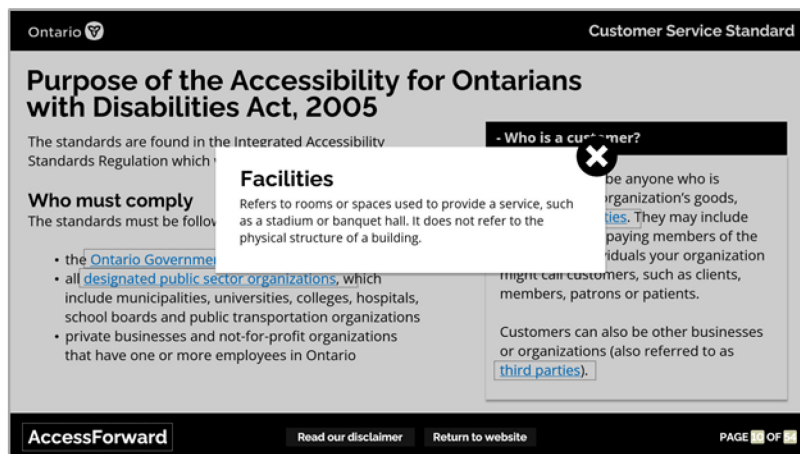 Ontario
Customer Service Standard
Purpose of the Accessibility for Ontarians
with Disabilities Act, 2005
The standards are found in the Integrated Accessibility
Standards Regulation which
Who must comply
The standards must be follow
• the Ontario Governme
• all designated public sector organizations, which
include municipalities, universities, colleges, hospitals,
school boards and public transportation organizations
• private businesses and not-for-profit organizations
that have one or more employees in Ontario
Facilities
Refers to rooms or spaces used to provide a service, such
as a stadium or banquet hall. It does not refer to the
physical structure of a building.
- Who is a customer?
be anyone who is
organization's goods,
ties. They may include
paying members of the
viduals your organization
might call customers, such as clients,
members, patrons or patients.
Customers can also be other businesses
or organizations (also referred to as
third parties).
AccessForward
Read our disclaimer
Return to website
PAGE 10 OF 54